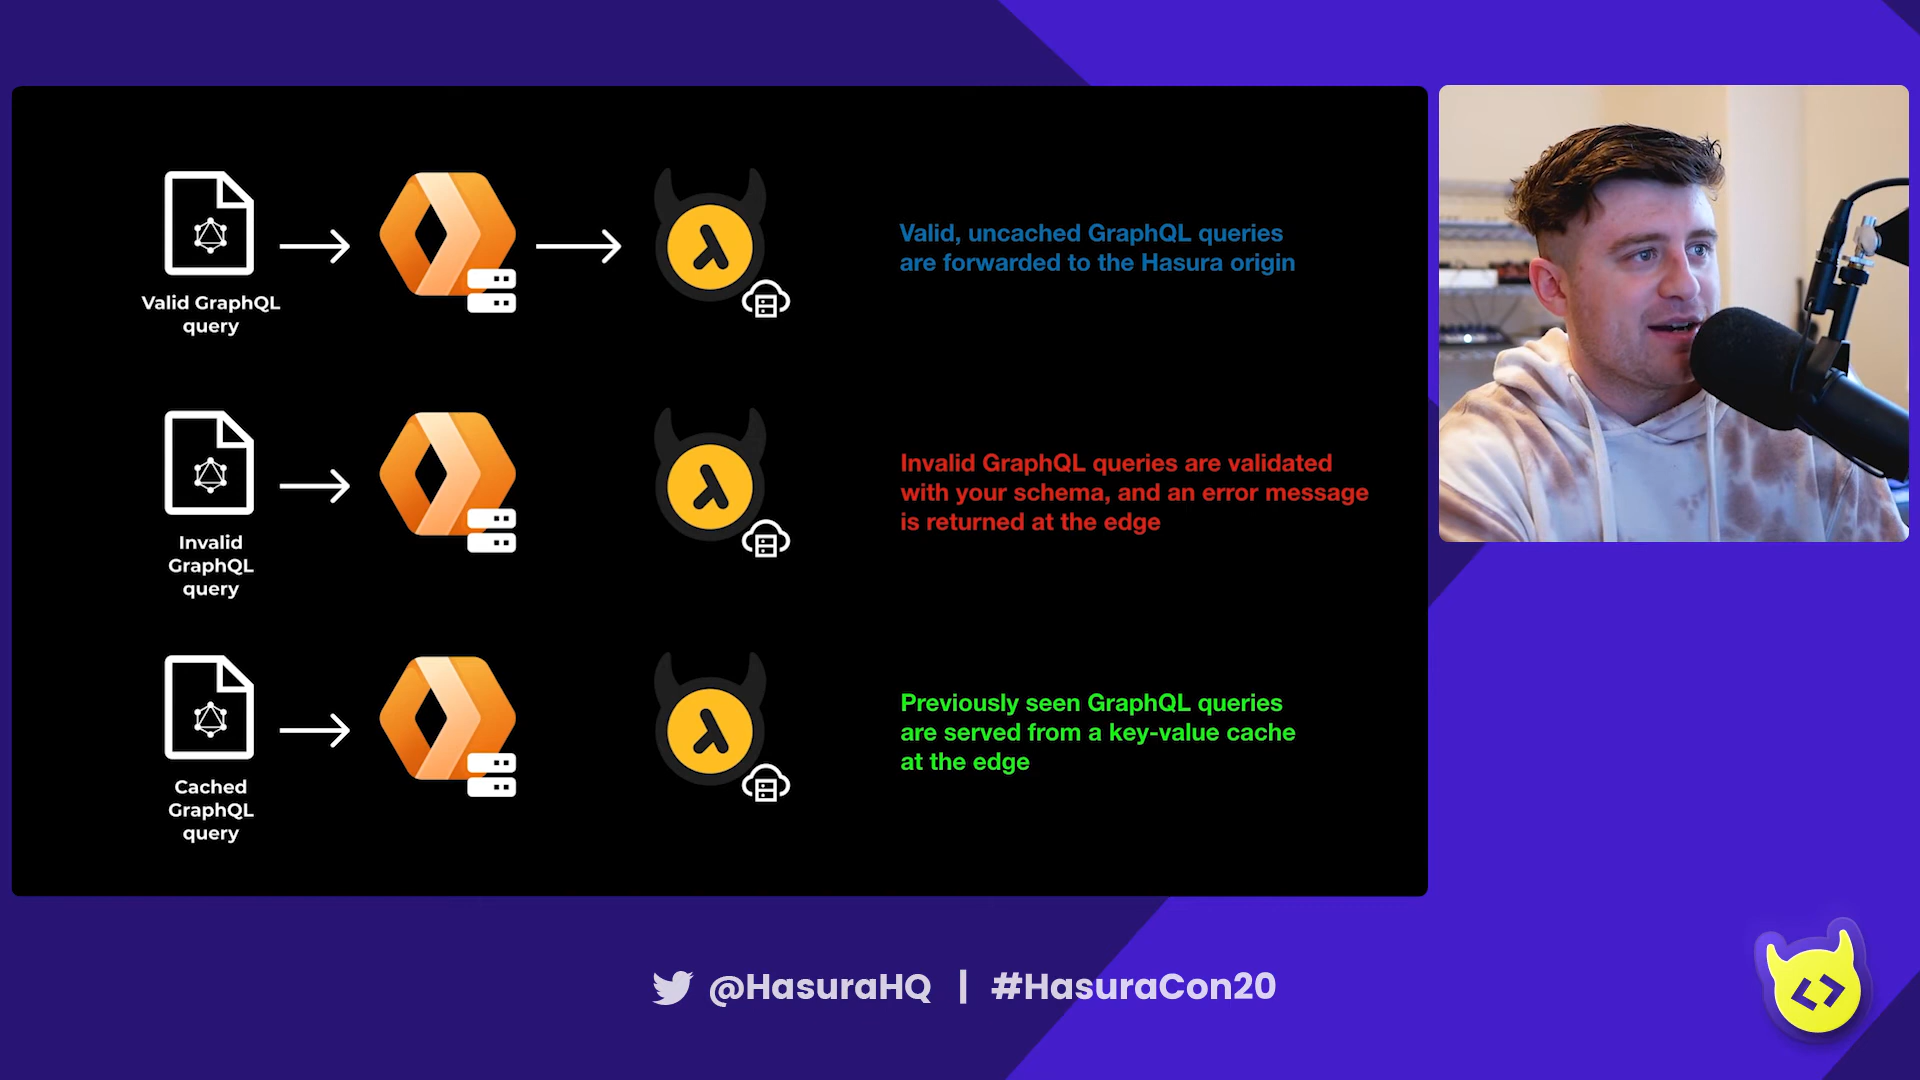 Valid GraphQL
query
Valid, uncached GraphQL queries
are forwarded to the Hasura origin
Invalid
GraphQL
query
Invalid GraphQL queries are validated
with your schema, and an error message
is returned at the edge
Cached
GraphQL
query
Previously seen GraphQL queries
are served from a key-value cache
at the edge
@HasuraHQ | #HasuraCon20